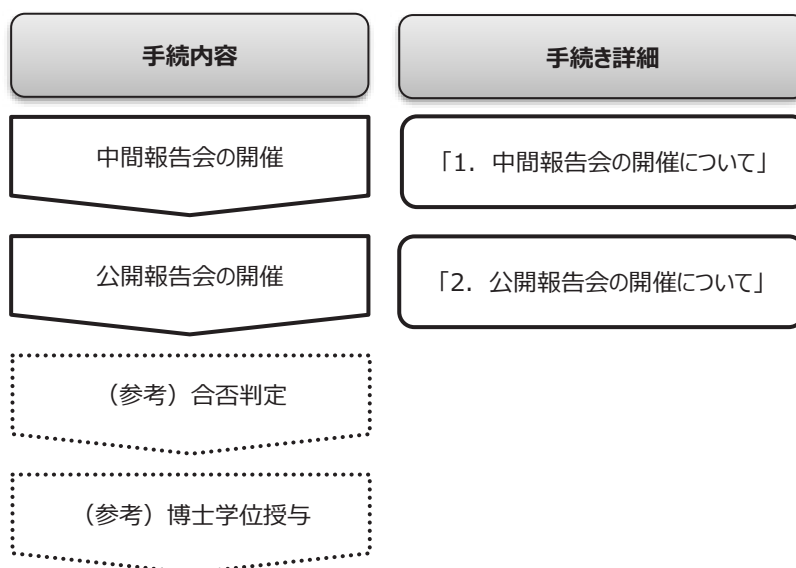 手続内容
手続き詳細
中間報告会の開催
「1．中間報告会の開催について」
公開報告会の開催
「2．公開報告会の開催について」
（参考）合否判定
（参考）博士学位授与